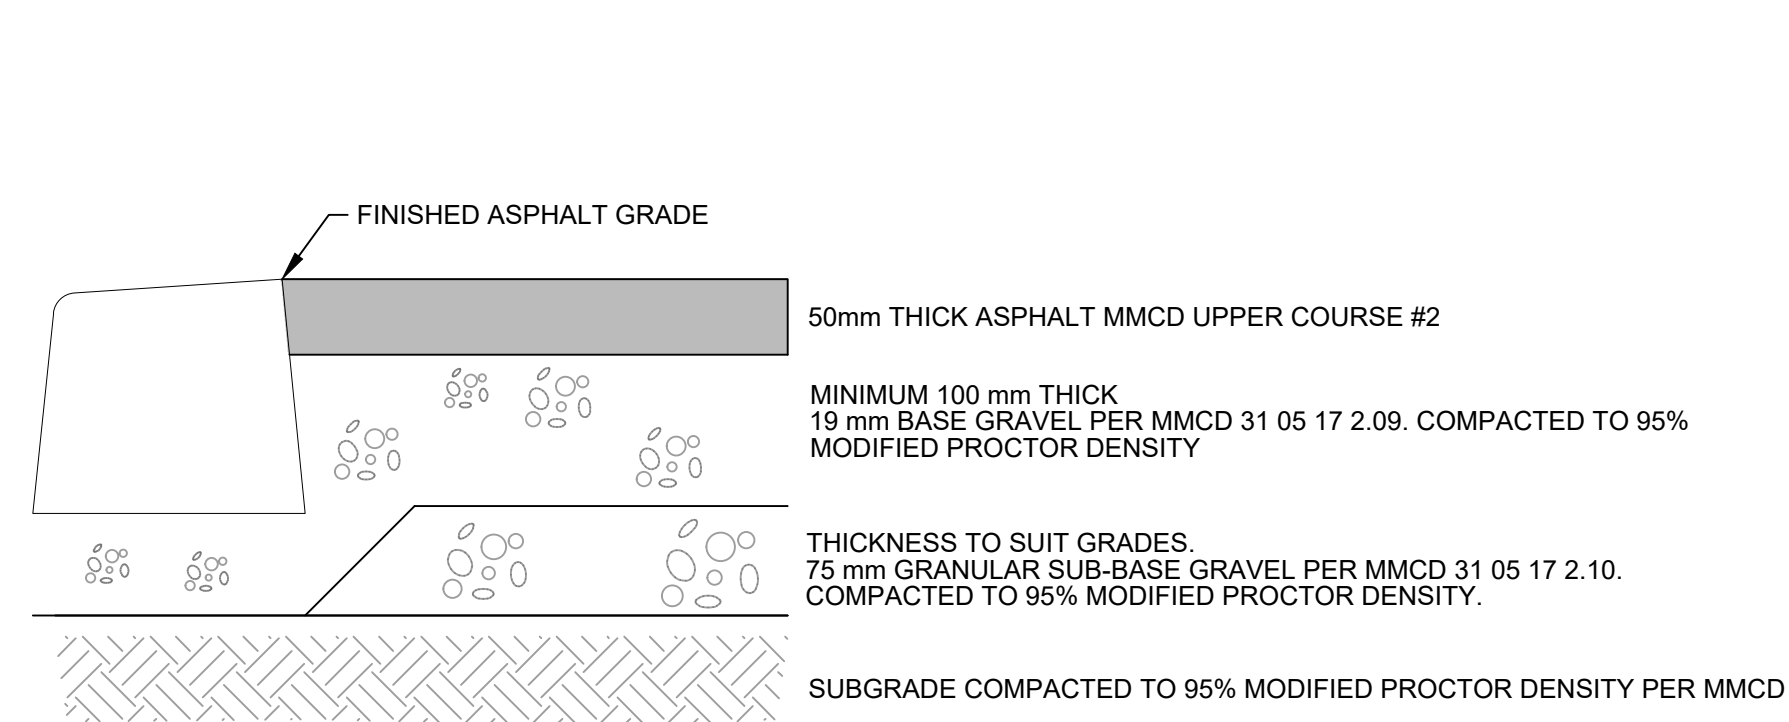 FINISHED ASPHALT GRADE
50mm THICK ASPHALT MMCD UPPER COURSE #2
MINIMUM 100 mm THICK
19 mm BASE GRAVEL PER MMCD 31 05 17 2.09. COMPACTED TO 95%
MODIFIED PROCTOR DENSITY
THICKNESS TO SUIT GRADES.
75 mm GRANULAR SUB-BASE GRAVEL PER MMCD 31 05 17 2.10.
COMPACTED TO 95% MODIFIED PROCTOR DENSITY.
SUBGRADE COMPACTED TO 95% MODIFIED PROCTOR DENSITY PER MMCD